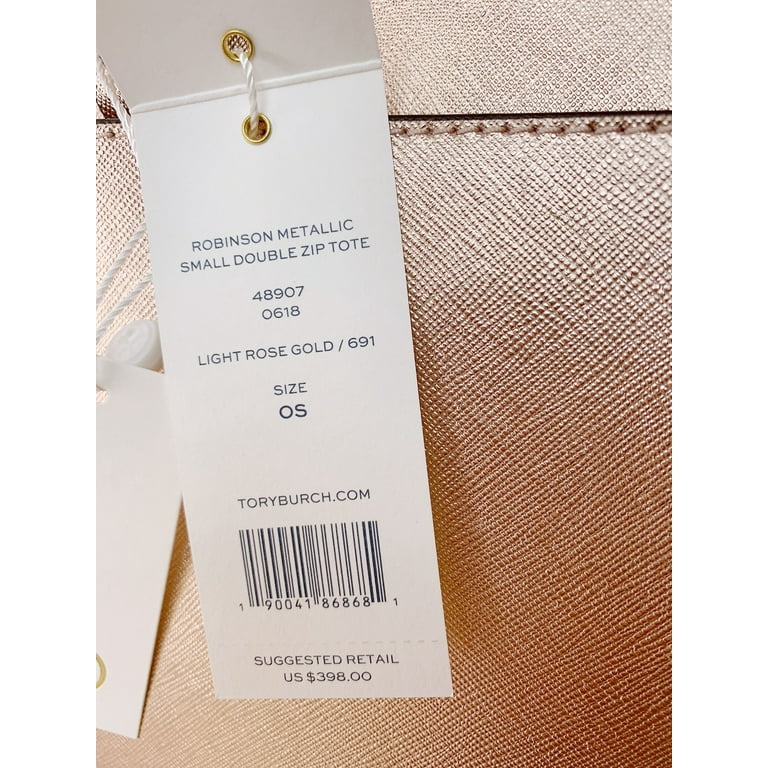 ROBINSON METALLIC
SMALL DOUBLE ZIP TOTE
48907
0618
LIGHT ROSE GOLD / 691
SIZE
OS
TORYBURCH.COM
1 90041 86868 1
SUGGESTED RETAIL
US $398.00